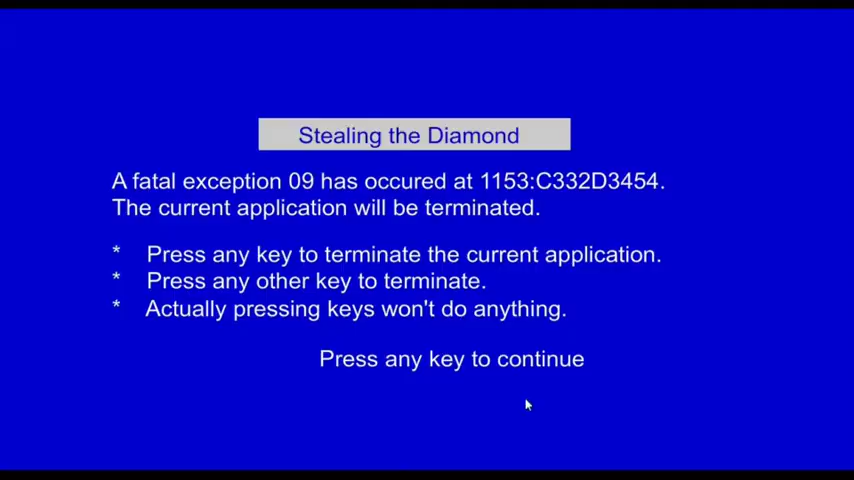 Stealing the Diamond
A fatal exception 09 has occured at 1153:C332D3454.
The current application will be terminated.
* Press any key to terminate the current application.
* Press any other key to terminate.
* Actually pressing keys won't do anything.
Press any key to continue